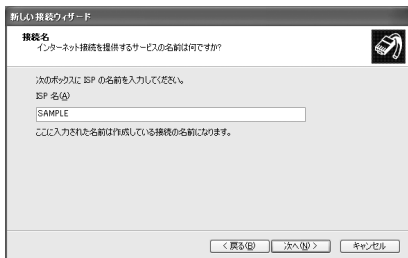 新しい接続ウィザード
接続名
インターネット接続を提供するサービスの名前は何ですか?
次のボックスに ISP の名前を入力してください。
ISP 名(A)
SAMPLE
ここに入力された名前は作成している接続の名前になります。
< 戻る(B)
次へ(N) >
キャンセル